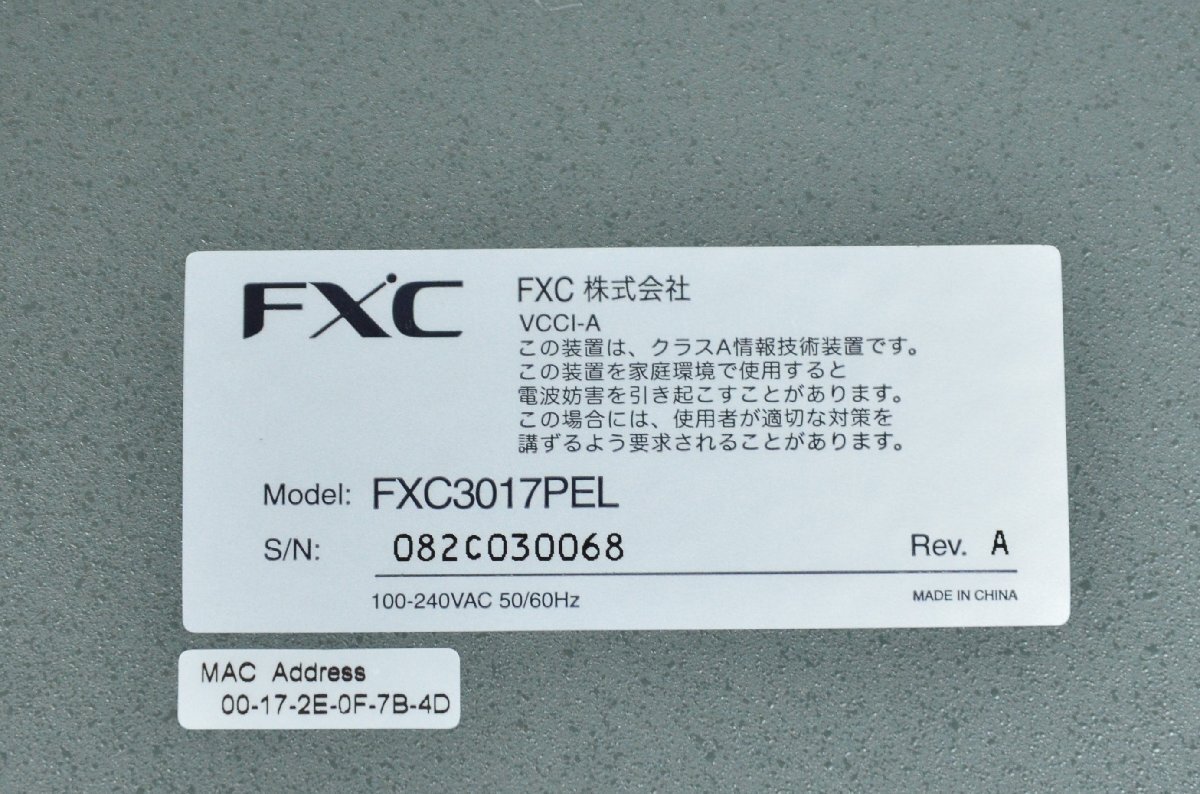 FXC
FXC 株式会社
VCCI-A
この装置は、クラスA情報技術装置です。
この装置を家庭環境で使用すると
電波妨害を引き起こすことがあります。
この場合には、使用者が適切な対策を
講ずるよう要求されることがあります。
Model: FXC3017PEL
S/N: 082C030068 Rev. A
100-240VAC 50/60Hz MADE IN CHINA
MAC Address
00-17-2E-0F-7B-4D